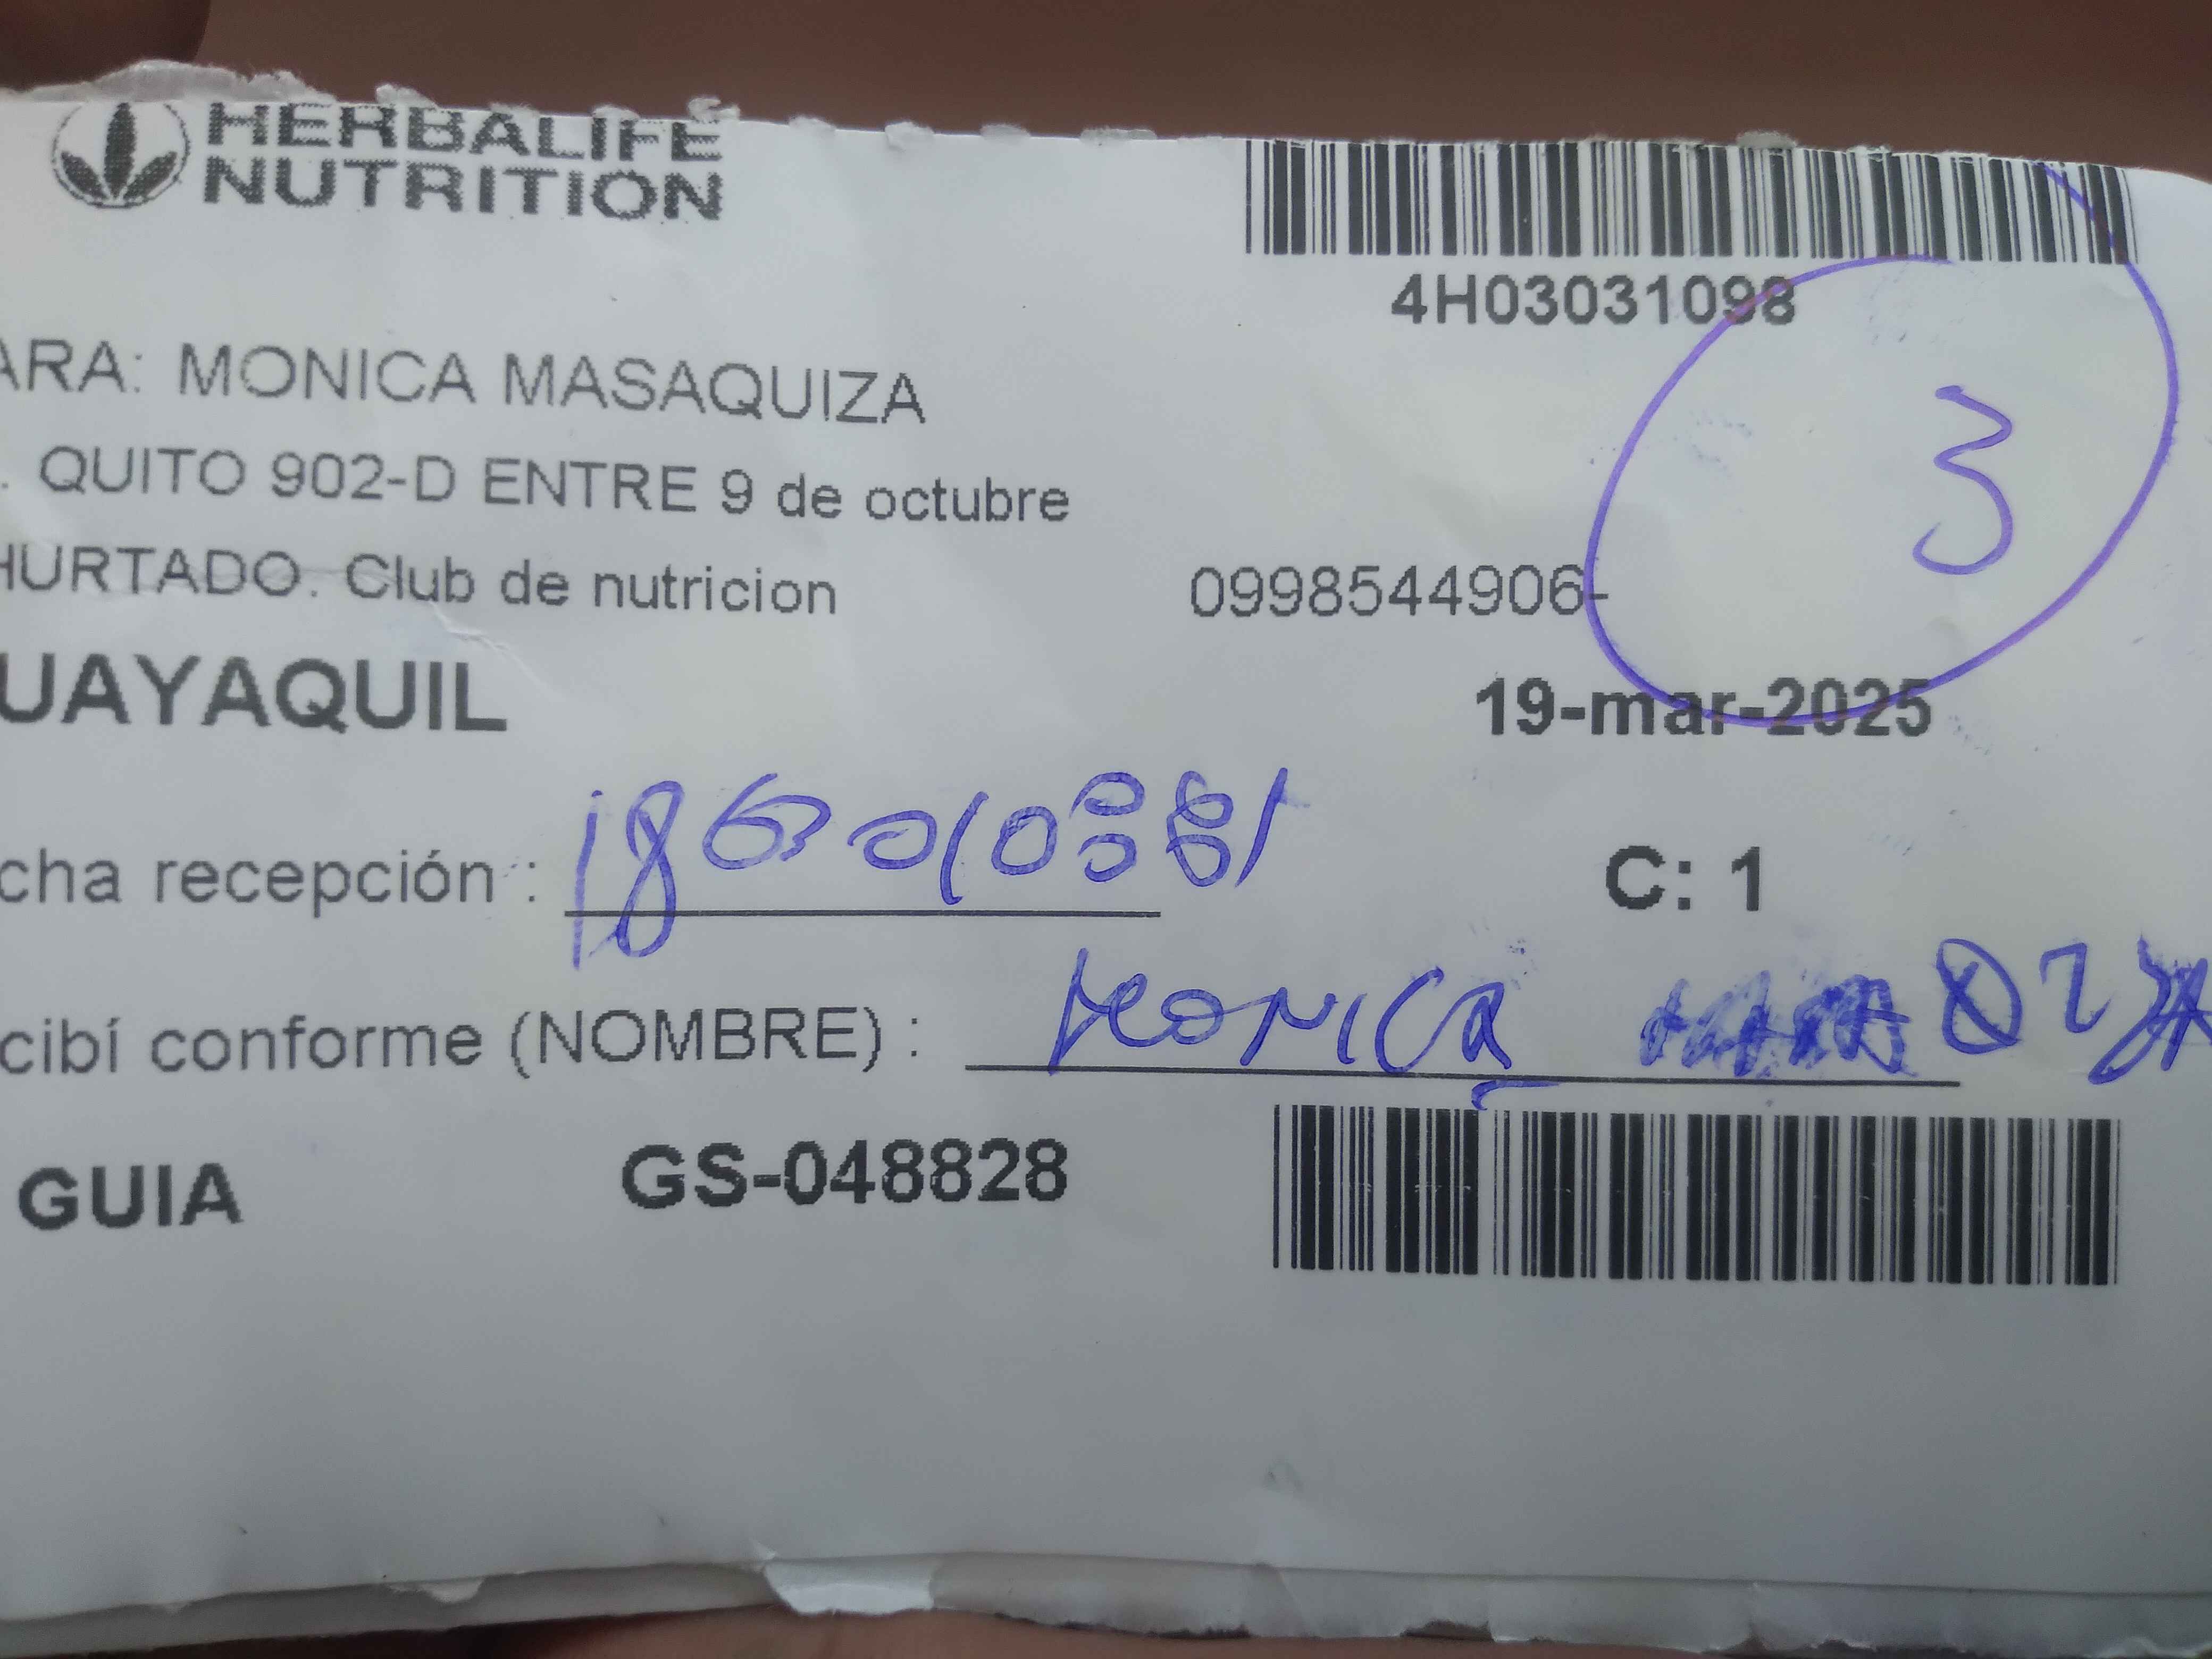 HERBALIFE
NUTRITION
4H03031098
ARA: MONICA MASAQUIZA
3
. QUITO 902-D ENTRE 9 de octubre
HURTADO. Club de nutricion 0998544906-
UAYAQUIL
19-mar-2025
cha recepción :
C: 1
cibí conforme (NOMBRE) : MONICA
GUIA GS-048828